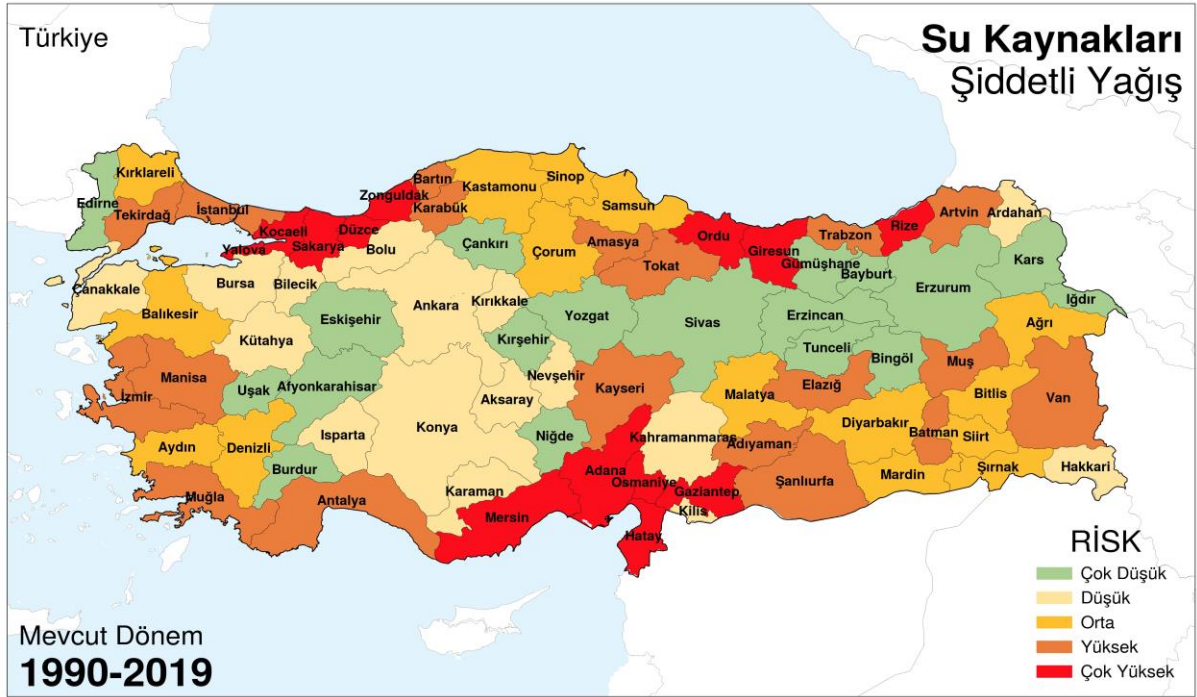 Türkiye
Su Kaynakları
Şiddetli Yağış
Kırklareli
Edirne
Tekirdağ
İstanbul
Kocaeli
Yalova
Sakarya
Düzce
Zonguldak
Bartın
Karabük
Kastamonu
Sinop
Samsun
Bolu
Çankırı
Çorum
Amasya
Tokat
Ordu
Giresun
Gümüşhane
Trabzon
Bayburt
Rize
Artvin
Ardahan
Kars
Iğdır
Erzurum
Çanakkale
Bursa
Bilecik
Balıkesir
Kütahya
Eskişehir
Ankara
Kırıkkale
Kırşehir
Yozgat
Sivas
Erzincan
Tunceli
Bingöl
Ağrı
Muş
Manisa
İzmir
Uşak
Afyonkarahisar
Nevşehir
Aksaray
Kayseri
Malatya
Elazığ
Bitlis
Van
Aydın
Denizli
Isparta
Konya
Niğde
Kahramanmaraş
Adıyaman
Diyarbakır
Batman
Siirt
Şırnak
Hakkari
Mardin
Burdur
Muğla
Antalya
Karaman
Mersin
Adana
Osmaniye
Gaziantep
Kilis
Şanlıurfa
Hatay
RİSK
Çok Düşük
Düşük
Orta
Yüksek
Çok Yüksek
Mevcut Dönem
1990-2019